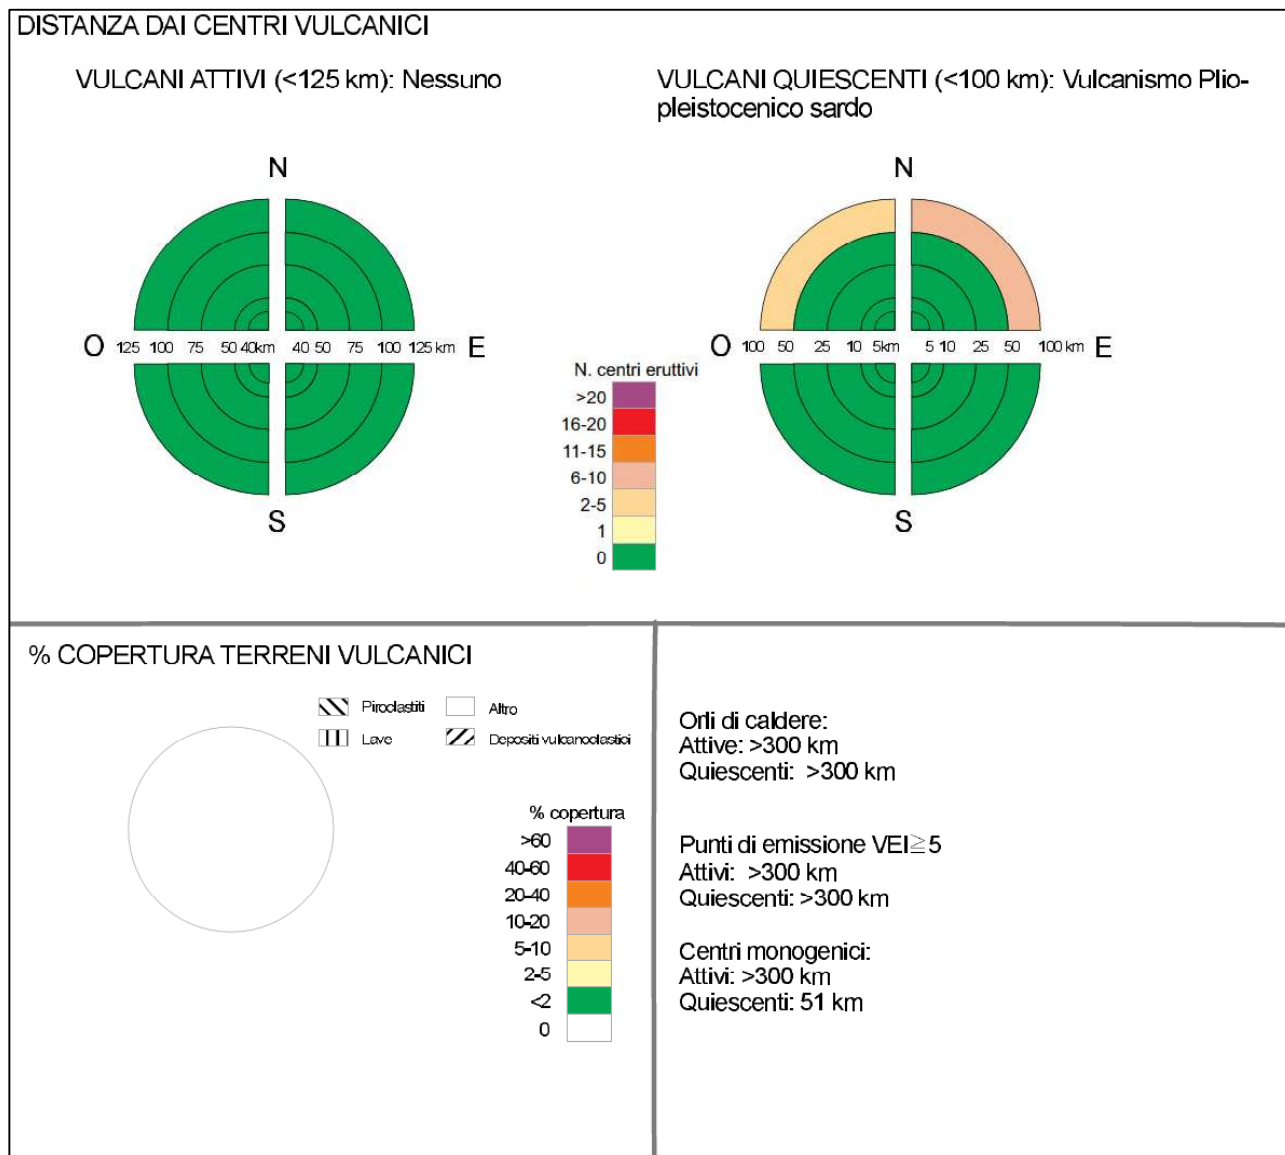 DISTANZA DAI CENTRI VULCANICI
VULCANI ATTIVI (<125 km): Nessuno
VULCANI QUIESCENTI (<100 km): Vulcanismo Plio-
pleistocenico sardo
N
N
O 125 100 75 50 40km 40 50 75 100 125 km E
O 100 50 25 10 5km 5 10 25 50 100 km E
S
S
N. centri eruttivi
>20
16-20
11-15
6-10
2-5
1
0
% COPERTURA TERRENI VULCANICI
Piroclastiti
Altro
Lave
Depositi vulcanoclastici
% copertura
>60
40-60
20-40
10-20
5-10
2-5
<2
0
Orli di caldere:
Attive: >300 km
Quiescenti: >300 km
Punti di emissione VEI≧5
Attivi: >300 km
Quiescenti: >300 km
Centri monogenici:
Attivi: >300 km
Quiescenti: 51 km